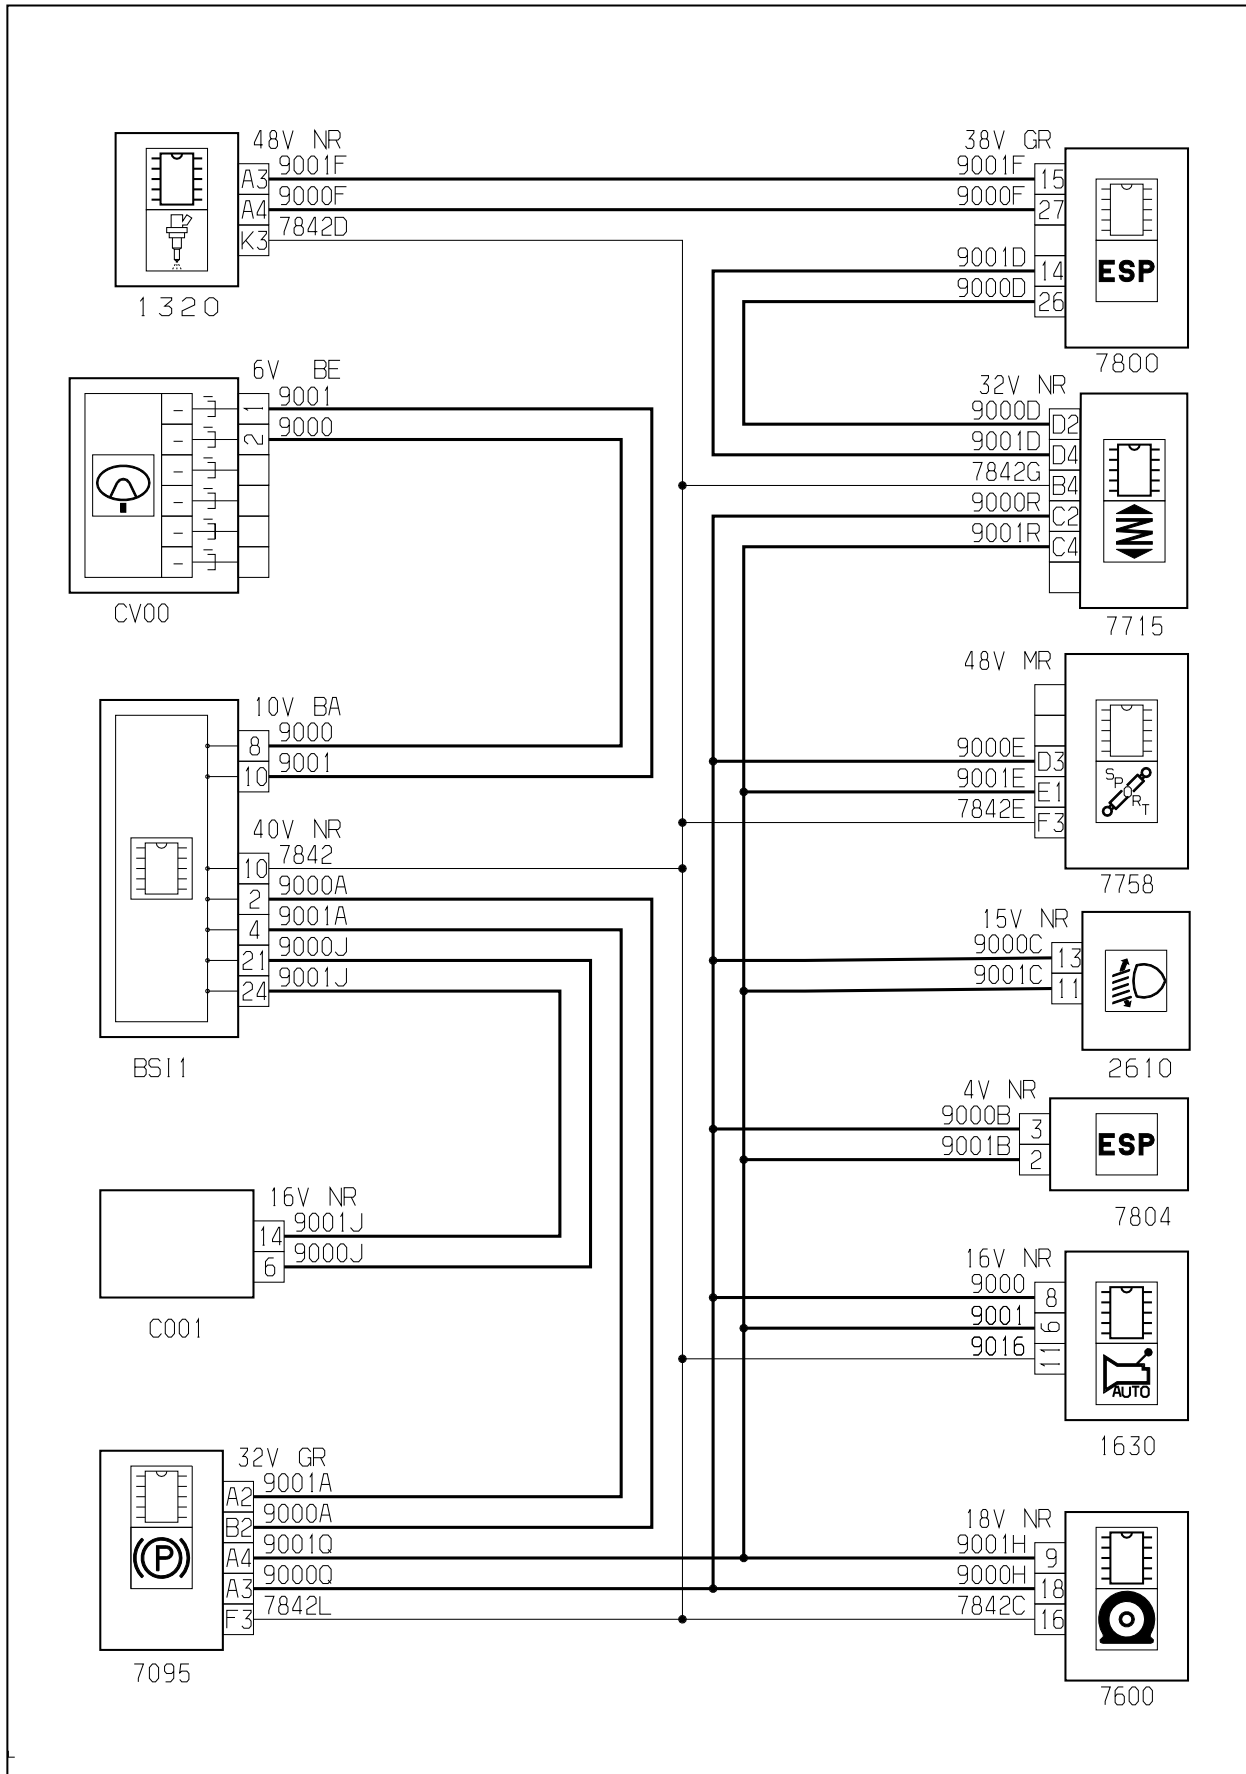 48V NR
9001F
A3
9000F
A4
7842D
K3
1320
38V GR
9001F
15
9000F
27
9001D
14
9000D
26
ESP
7800
6V BE
9001
1
9000
2
CV00
32V NR
9000D
D2
9001D
D4
7842G
B4
9000R
C2
9001R
C4
7715
10V BA
9000
8
9001
10
40V NR
7842
10
9000A
2
9001A
4
9000J
21
9001J
24
BSI1
48V MR
9000E
D3
9001E
E1
7842E
F3
SPORT
7758
15V NR
9000C
13
9001C
11
2610
4V NR
9000B
3
9001B
2
ESP
7804
16V NR
9001J
14
9000J
6
C001
16V NR
9000
8
9001
6
9016
11
AUTO
1630
32V GR
9001A
A2
9000A
B2
9001Q
A4
9000Q
A3
7842L
F3
P
7095
18V NR
9001H
9
9000H
18
7842C
16
7600